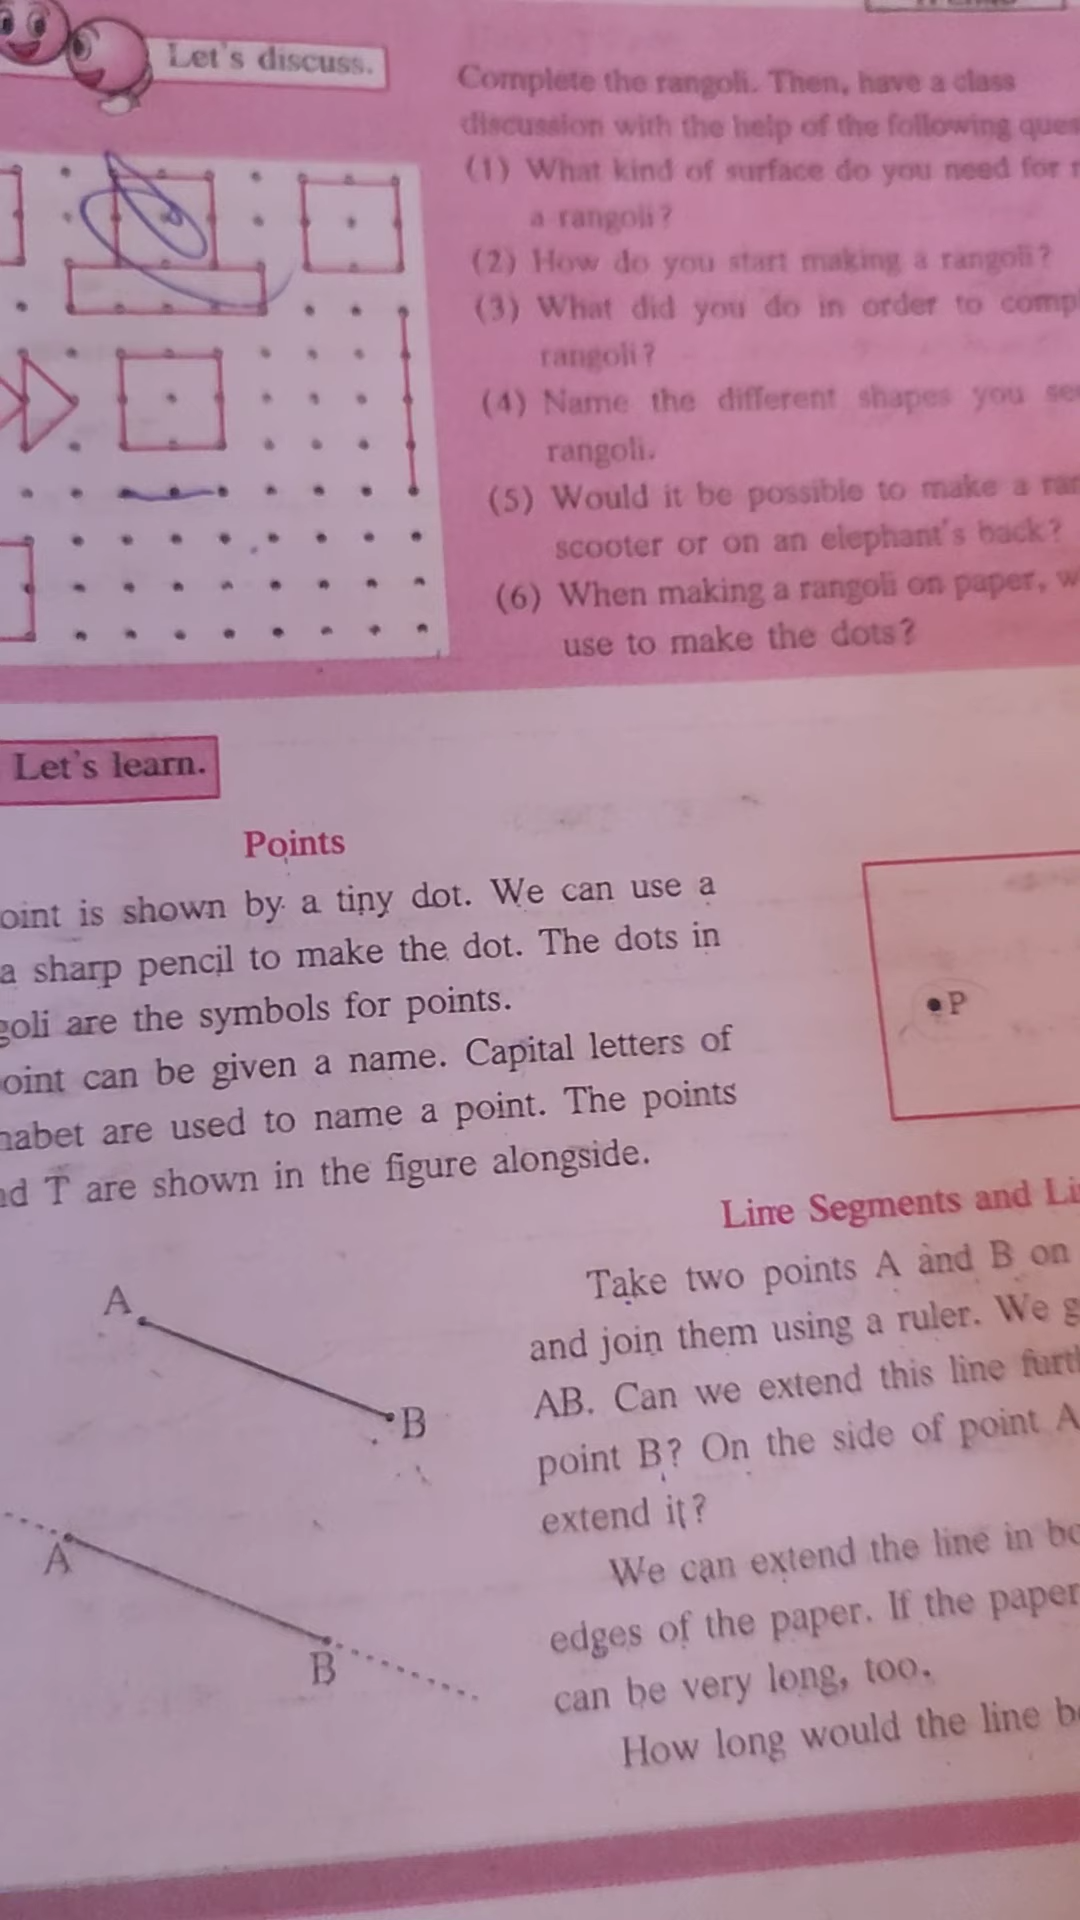 Let's discuss.
Complete the rangoli. Then, have a class
discussion with the help of the following
(1) What kind of surface do you need for
a rangoli?
(2) How do you start making a rangoli?
(3) What did you do in order to
rangoli?
(4) Name the different shapes you
rangoli.
(5) Would it be possible to make a
scooter or on an elephant's back?
(6) When making a rangoli on paper,
use to make the dots?
Let's learn.
Points
oint is shown by a tiny dot. We can use a
a sharp pencil to make the dot. The dots in
goli are the symbols for points.
oint can be given a name. Capital letters of
habet are used to name a point. The points
nd T are shown in the figure alongside.
P
Line Segments and Li
A
B
Take two points A and B on
and join them using a ruler. We g
AB. Can we extend this line furth
point B? On the side of point A
extend it?
A
B
We can extend the line in bo
edges of the paper. If the paper
can be very long, too.
How long would the line b